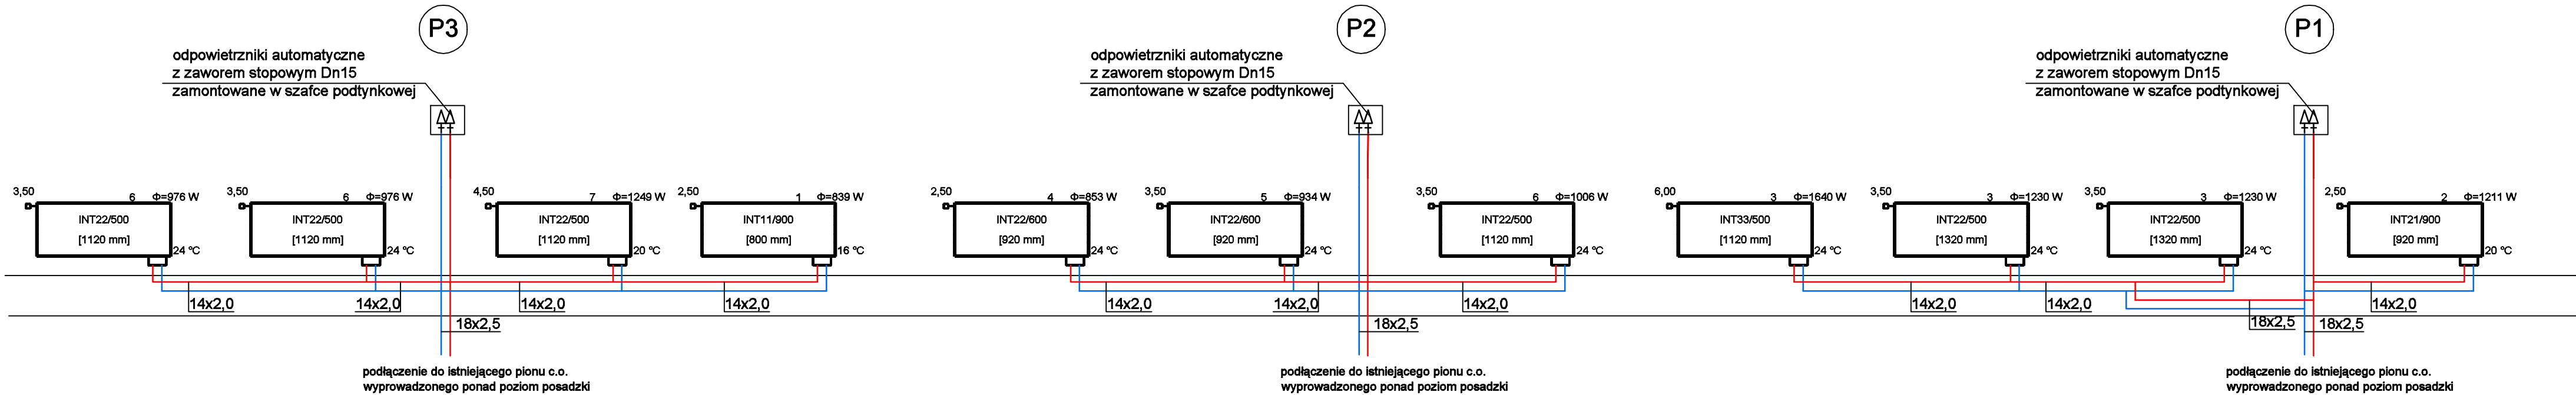 P3
P2
P1
odpowietrzniki automatyczne
z zaworem stopowym Dn15
zamontowane w szafce podtynkowej
odpowietrzniki automatyczne
z zaworem stopowym Dn15
zamontowane w szafce podtynkowej
odpowietrzniki automatyczne
z zaworem stopowym Dn15
zamontowane w szafce podtynkowej
3,50 6 Φ=976 W
INT22/500
[1120 mm]
24 °C
3,50 6 Φ=976 W
INT22/500
[1120 mm]
24 °C
4,50 7 Φ=1249 W
INT22/500
[1120 mm]
20 °C
2,50 1 Φ=839 W
INT11/900
[800 mm]
16 °C
2,50 4 Φ=853 W
INT22/600
[920 mm]
24 °C
3,50 5 Φ=934 W
INT22/600
[920 mm]
24 °C
3,50 6 Φ=1006 W
INT22/500
[1120 mm]
24 °C
6,00 3 Φ=1640 W
INT33/500
[1120 mm]
24 °C
3,50 3 Φ=1230 W
INT22/500
[1320 mm]
24 °C
3,50 3 Φ=1230 W
INT22/500
[1320 mm]
24 °C
2,50 2 Φ=1211 W
INT21/900
[920 mm]
20 °C
14x2,0
14x2,0
14x2,0
14x2,0
14x2,0
14x2,0
14x2,0
14x2,0
14x2,0
14x2,0
18x2,5
18x2,5
18x2,5
18x2,5
podłączenie do istniejącego pionu c.o.
wyprowadzonego ponad poziom posadzki
podłączenie do istniejącego pionu c.o.
wyprowadzonego ponad poziom posadzki
podłączenie do istniejącego pionu c.o.
wyprowadzonego ponad poziom posadzki